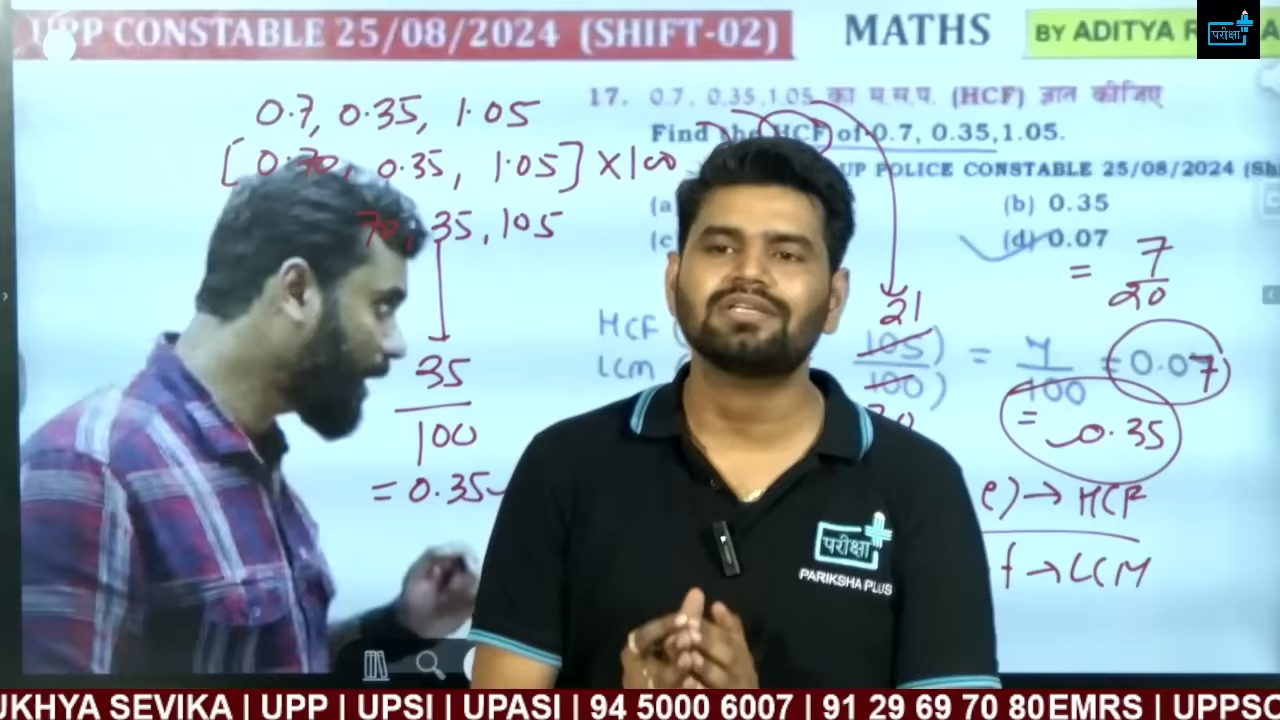 UPP CONSTABLE 25/08/2024 (SHIFT-02)
MATHS
BY ADITYA
परीक्षा
17. 0.7, 0.35,1.05 का म.स.प. (HCF) ज्ञात कीजिए
Find the HCF of 0.7, 0.35,1.05.
UP POLICE CONSTABLE 25/08/2024
(b) 0.35
(d) 0.07
0.7, 0.35, 1.05
[0.70, 0.35, 1.05] ×100
70, 35, 105
35
100
= 0.35
= 7
20
HCF
LCM
21
105)
100)
= 7
100
= 0.07
= 0.35
→ HCF
→ LCM
परीक्षा
PARIKSHA PLUS
UKHYA SEVIKA | UPP | UPSI | UPASI | 94 5000 6007 | 91 29 69 70 80 EMRS | UPPSC